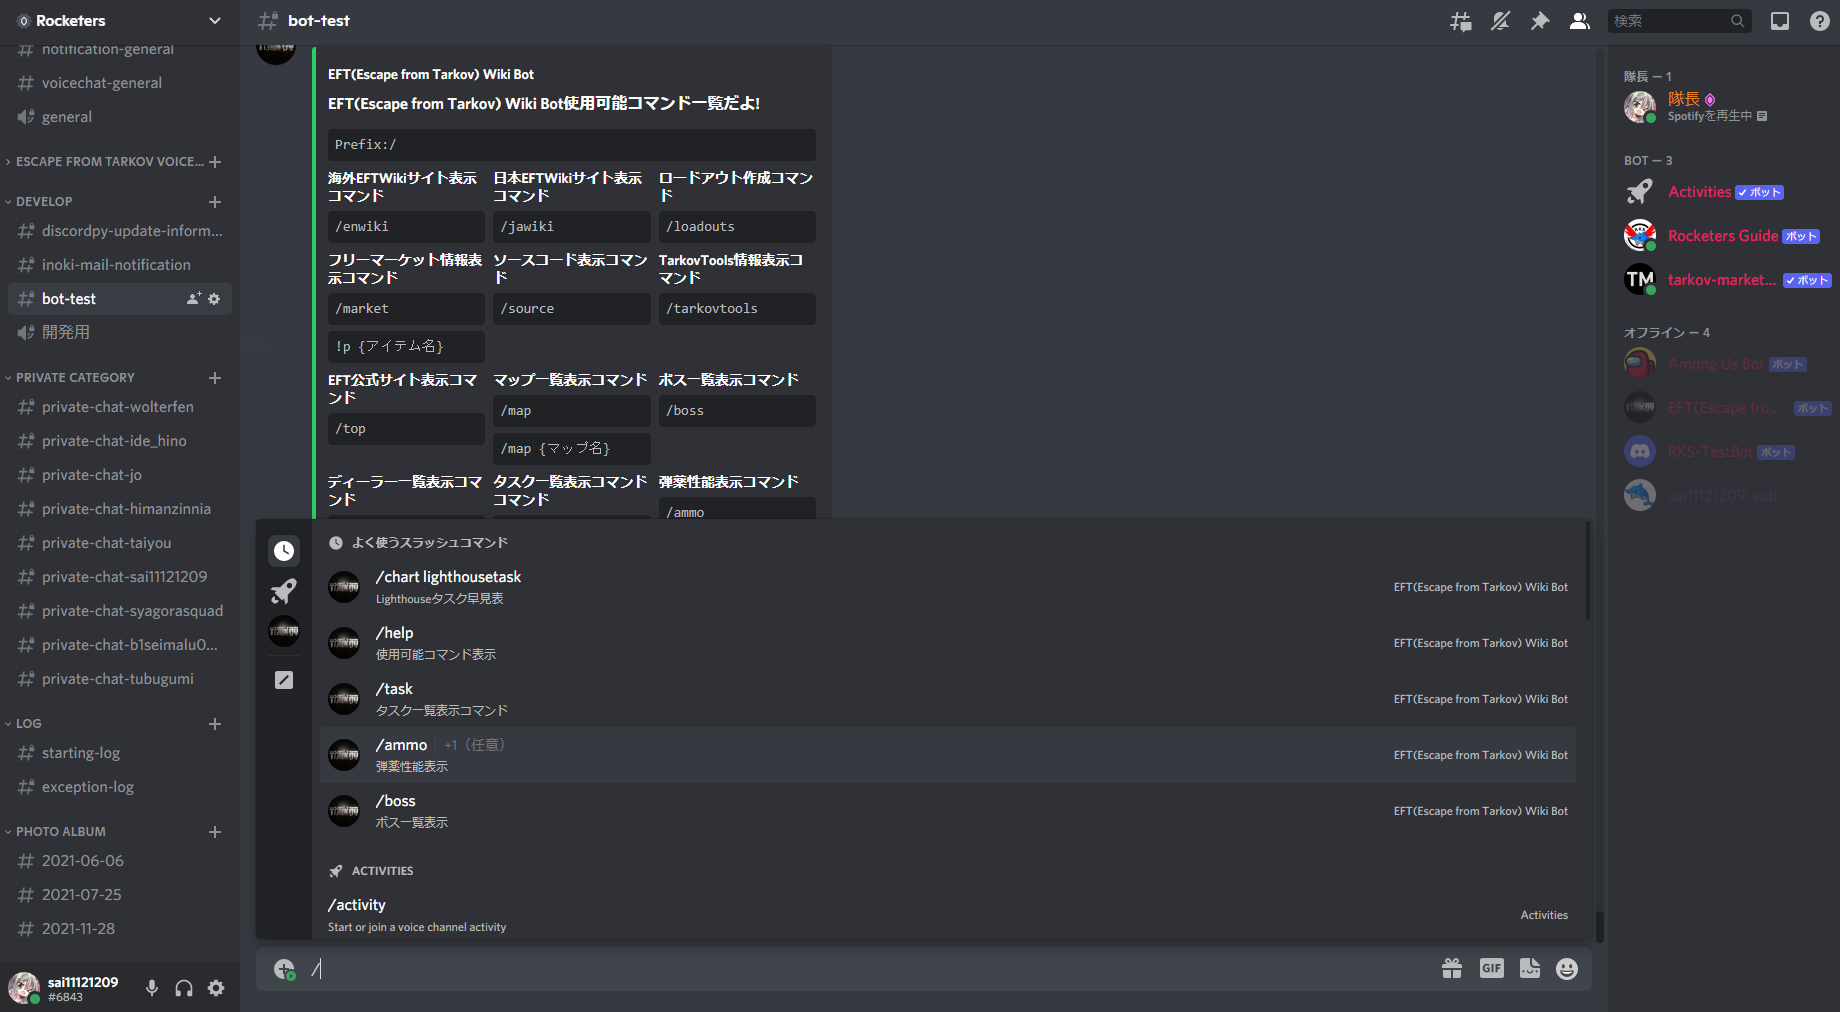 Rocketers
notification-general
voicechat-general
general
ESCAPE FROM TARKOV VOICE...
DEVELOP
discordpy-update-inform...
inoki-mail-notification
bot-test
開発用
PRIVATE CATEGORY
private-chat-wolterfen
private-chat-ide_hino
private-chat-jo
private-chat-himanzinnia
private-chat-taiyou
private-chat-sai11121209
private-chat-syagorasquad
private-chat-b1seimalu0...
private-chat-tubugumi
LOG
starting-log
exception-log
PHOTO ALBUM
2021-06-06
2021-07-25
2021-11-28
sai11121209
#6843
bot-test
検索
EFT(Escape from Tarkov) Wiki Bot
EFT(Escape from Tarkov) Wiki Bot使用可能コマンド一覧だよ!
Prefix:/
海外EFTWikiサイト表示
コマンド
/enwiki
日本EFTWikiサイト表示
コマンド
/jawiki
ロードアウト作成コマン
ド
/loadouts
フリーマーケット情報表
示コマンド
/market
!p {アイテム名}
ソースコード表示コマン
ド
/source
TarkovTools情報表示コ
マンド
/tarkovtools
EFT公式サイト表示コマ
ンド
/top
マップ一覧表示コマンド
/map
/map {マップ名}
ボス一覧表示コマンド
/boss
ディーラー一覧表示コマ
ンド
タスク一覧表示コマンド
コマンド
弾薬性能表示コマンド
/ammo
よく使うスラッシュコマンド
/chart lighthousetask
Lighthouseタスク早見表
EFT(Escape from Tarkov) Wiki Bot
/help
使用可能コマンド表示
EFT(Escape from Tarkov) Wiki Bot
/task
タスク一覧表示コマンド
EFT(Escape from Tarkov) Wiki Bot
/ammo +1（任意）
弾薬性能表示
EFT(Escape from Tarkov) Wiki Bot
/boss
ボス一覧表示
EFT(Escape from Tarkov) Wiki Bot
ACTIVITIES
/activity
Start or join a voice channel activity
Activities
/
GIF
隊長 — 1
隊長
Spotifyを再生中
BOT — 3
Activities ボット
Rocketers Guide ボット
TM
tarkov-market... ボット
オフライン — 4
Among Us Bot ボット
EFT(Escape fro... ボット
RKS-TestBot ボット
sai11121209_sub